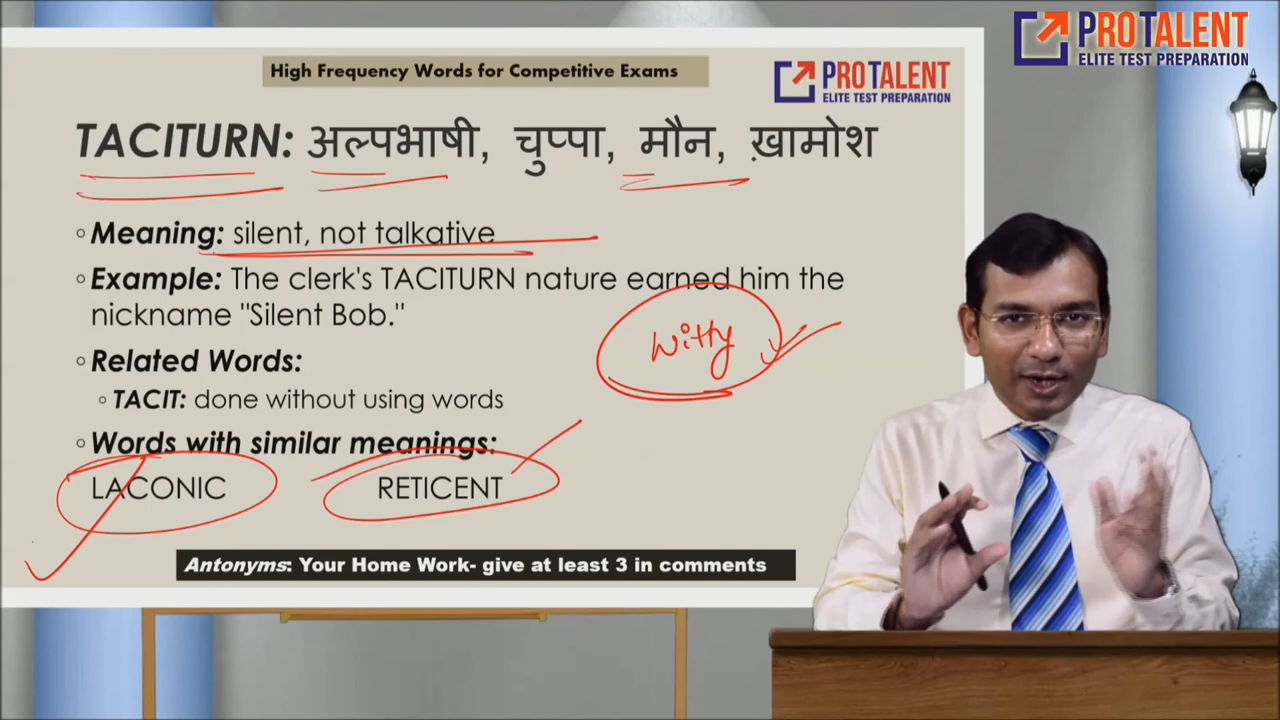 PROTALENT
ELITE TEST PREPARATION
High Frequency Words for Competitive Exams
PROTALENT
ELITE TEST PREPARATION
TACITURN: अल्पभाषी, चुप्पा, मौन, ख़ामोश
Meaning: silent, not talkative
Example: The clerk's TACITURN nature earned him the
nickname "Silent Bob."
Witty
Related Words:
TACIT: done without using words
Words with similar meanings:
LACONIC RETICENT
Antonyms: Your Home Work- give at least 3 in comments